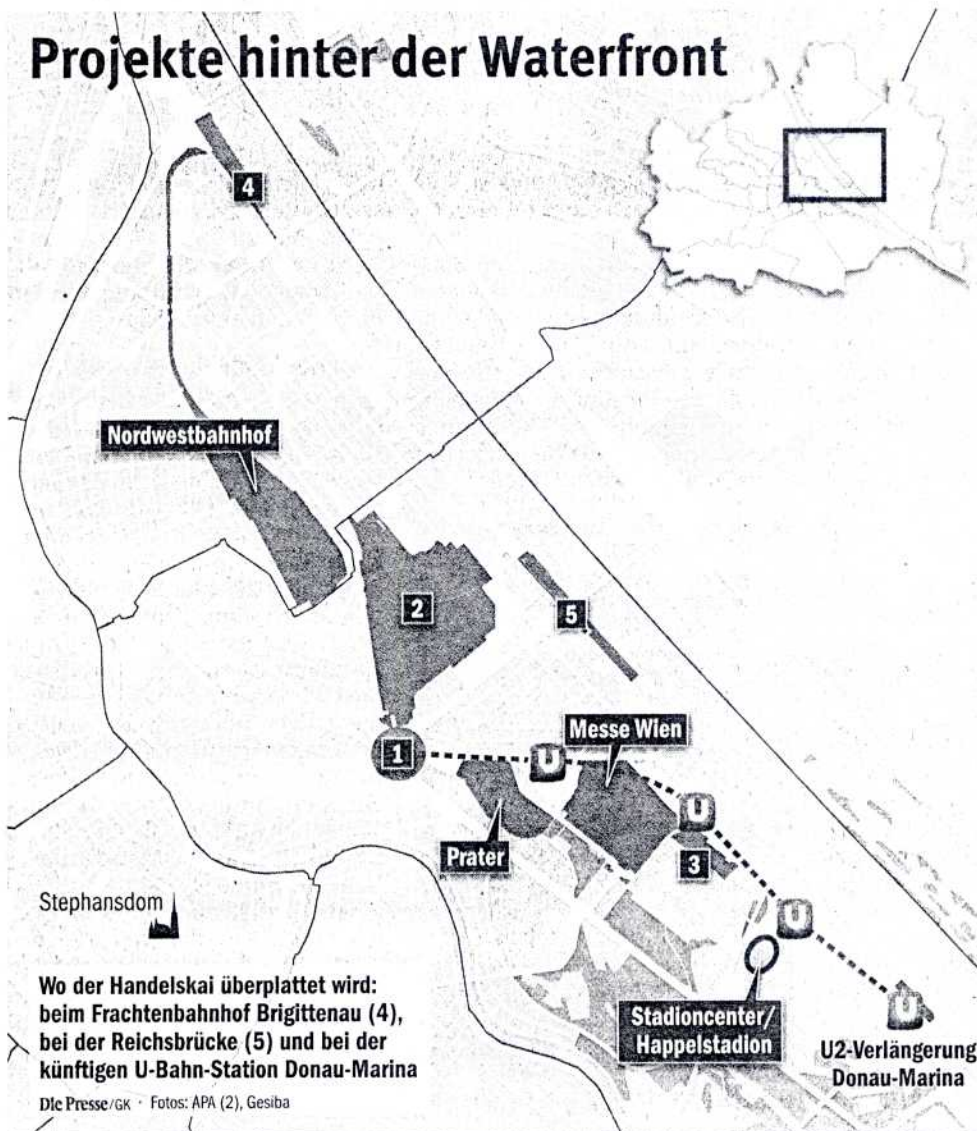 Projekte hinter der Waterfront
4
Nordwestbahnhof
2
5
Messe Wien
1
U
U
Prater
3
Stephansdom
U
Stadioncenter/
Happelstadion
U
U2-Verlängerung
Donau-Marina
Wo der Handelskai überplattet wird:
beim Frachtenbahnhof Brigittenau (4),
bei der Reichsbrücke (5) und bei der
künftigen U-Bahn-Station Donau-Marina
Die Presse/GK · Fotos: APA (2), Gesiba